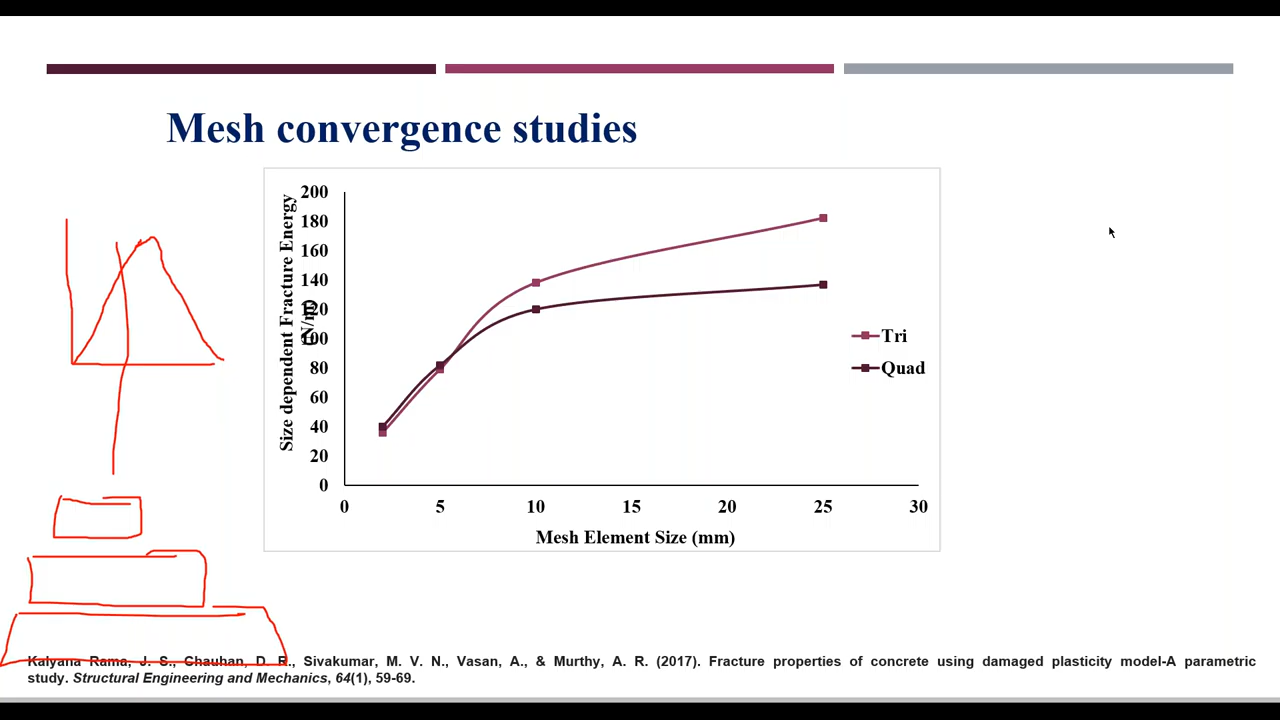 Mesh convergence studies
Size dependent Fracture Energy
(N/m)
200
180
160
140
120
100
80
60
40
20
0
0 5 10 15 20 25 30
Mesh Element Size (mm)
Tri
Quad
Kalyana Rama, J. S., Chauhan, D. R., Sivakumar, M. V. N., Vasan, A., & Murthy, A. R. (2017). Fracture properties of concrete using damaged plasticity model-A parametric
study. Structural Engineering and Mechanics, 64(1), 59-69.